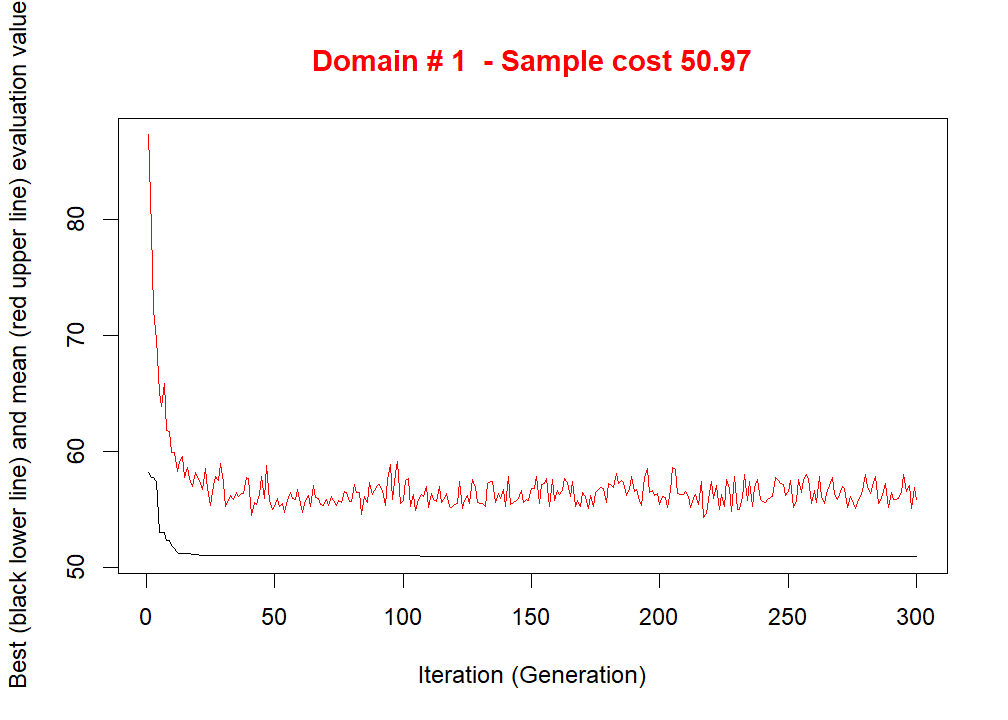 Domain # 1  - Sample cost 50.97
Best (black lower line) and mean (red upper line) evaluation value
80
70
60
50
0 50 100 150 200 250 300
Iteration (Generation)